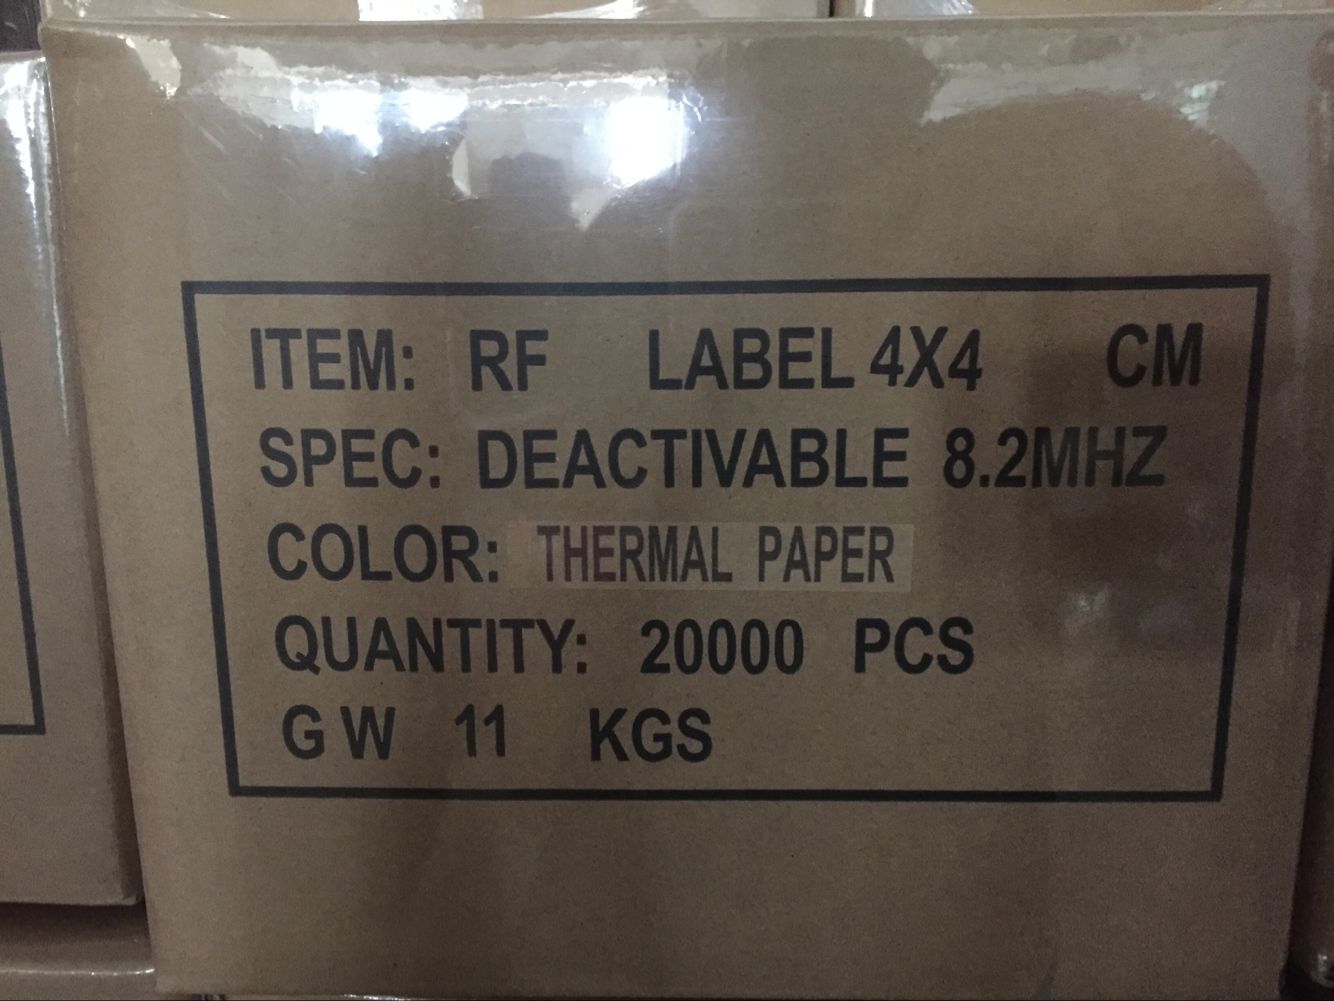 ITEM: RF LABEL 4X4 CM
SPEC: DEACTIVABLE 8.2MHZ
COLOR: THERMAL PAPER
QUANTITY: 20000 PCS
GW 11 KGS